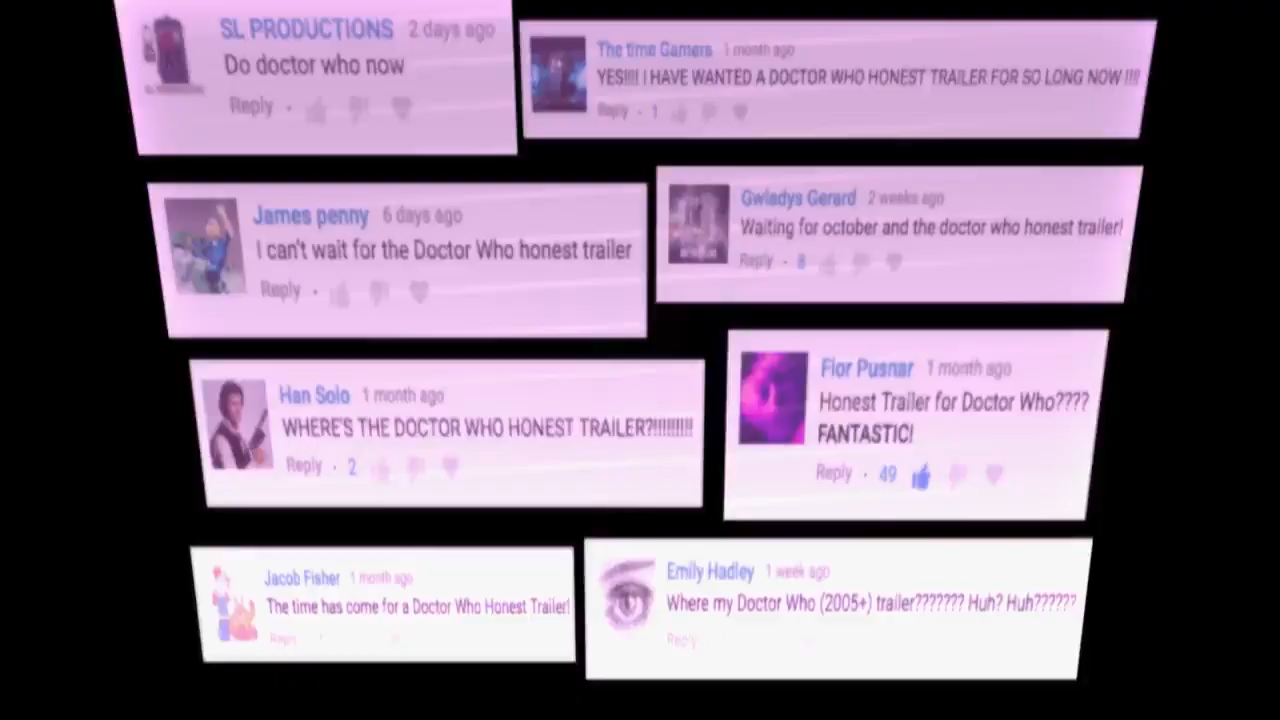 SL PRODUCTIONS 2 days ago
Do doctor who now
Reply
The time Gamers 1 month ago
YES!!!! I HAVE WANTED A DOCTOR WHO HONEST TRAILER FOR SO LONG NOW !!!!
Reply · 1
James penny 6 days ago
I can't wait for the Doctor Who honest trailer
Reply ·
Gwladys Gerard 2 weeks ago
Waiting for october and the doctor who honest trailer!
Reply · 8
Han Solo 1 month ago
WHERE'S THE DOCTOR WHO HONEST TRAILER?!!!!!!!!!
Reply · 2
Flor Pusnar 1 month ago
Honest Trailer for Doctor Who????
FANTASTIC!
Reply · 49
Jacob Fisher 1 month ago
The time has come for a Doctor Who Honest Trailer!
Reply
Emily Hadley 1 week ago
Where my Doctor Who (2005+) trailer??????? Huh? Huh??????
Reply